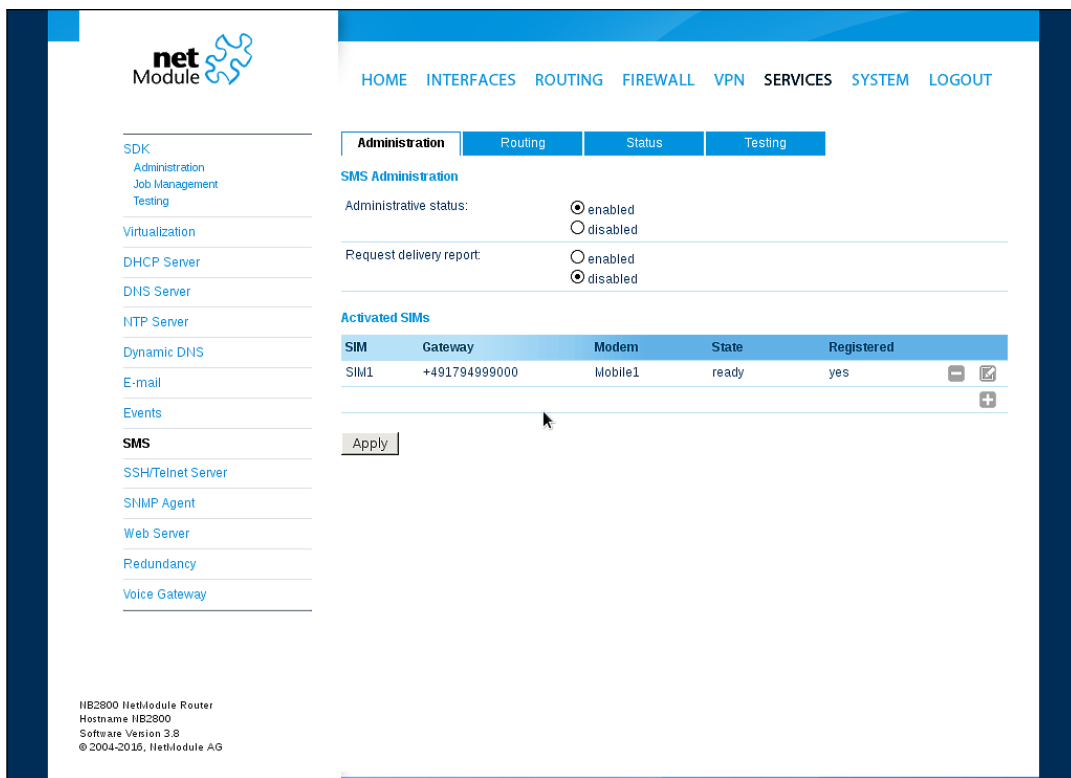 net
Module
HOME INTERFACES ROUTING FIREWALL VPN SERVICES SYSTEM LOGOUT
SDK
Administration
Job Management
Testing
Virtualization
DHCP Server
DNS Server
NTP Server
Dynamic DNS
E-mail
Events
SMS
SSH/Telnet Server
SNMP Agent
Web Server
Redundancy
Voice Gateway
Administration Routing Status Testing
SMS Administration
Administrative status: enabled
disabled
Request delivery report: enabled
disabled
Activated SIMs
SIM Gateway Modem State Registered
SIM1 +491794999000 Mobile1 ready yes
Apply
NB2800 NetModule Router
Hostname NB2800
Software Version 3.8
© 2004-2016, NetModule AG